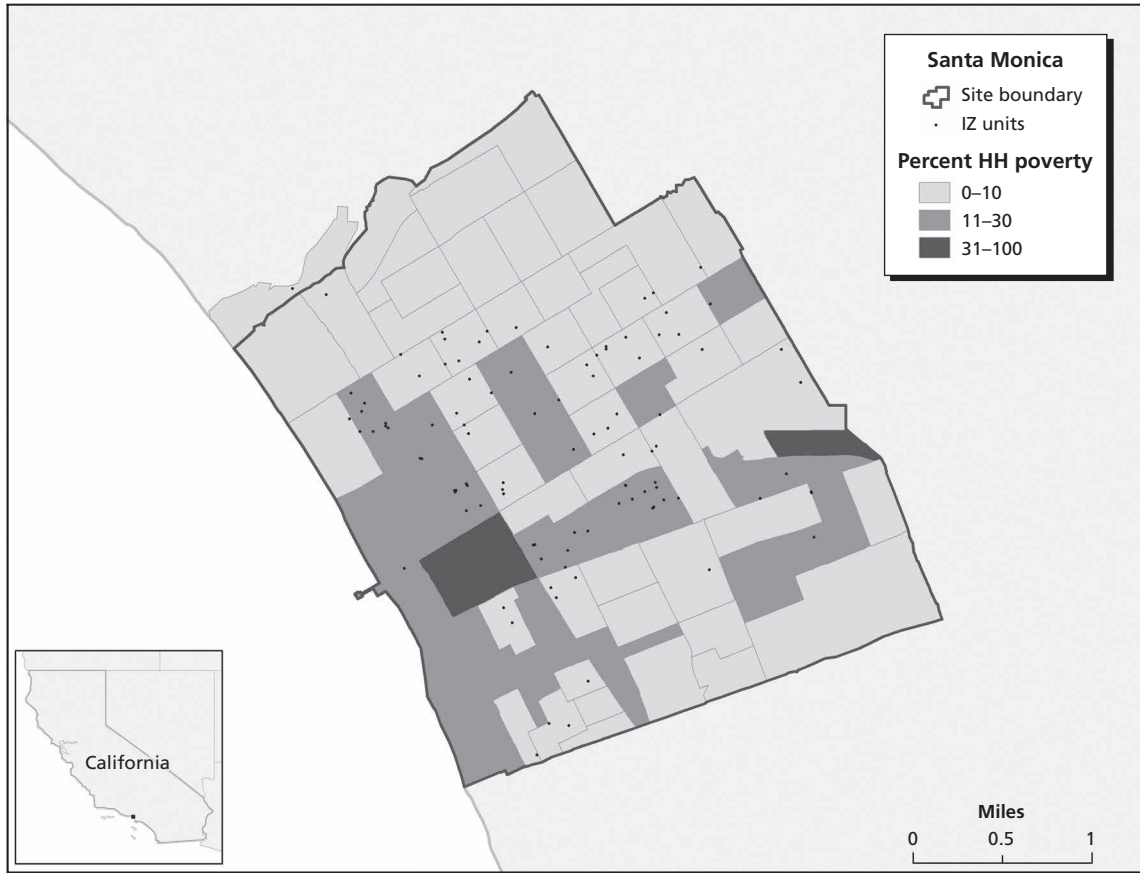 Santa Monica
Site boundary
IZ units
Percent HH poverty
0–10
11–30
31–100
California
Miles
0 0.5 1